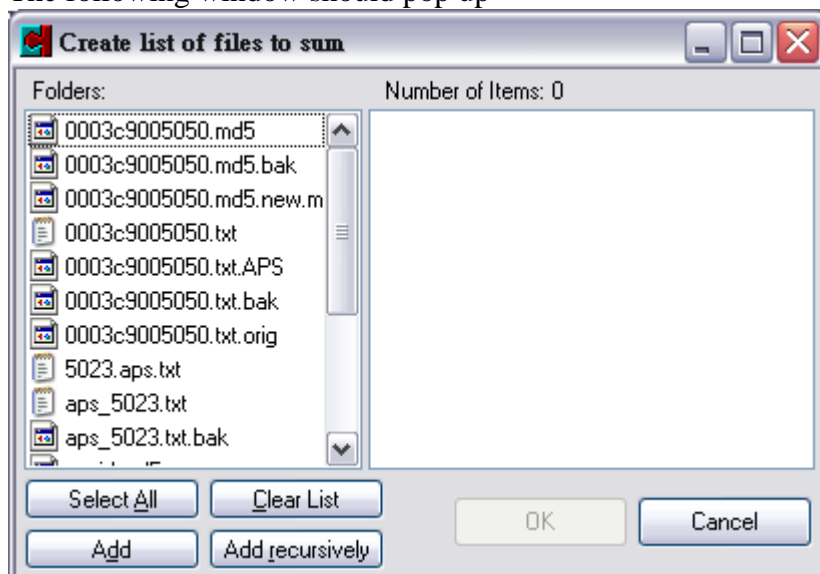 The following window should pop up
Create list of files to sum
Folders:
Number of Items: 0
0003c9005050.md5
0003c9005050.md5.bak
0003c9005050.md5.new.m
0003c9005050.txt
0003c9005050.txt.APS
0003c9005050.txt.bak
0003c9005050.txt.orig
5023.aps.txt
aps_5023.txt
aps_5023.txt.bak
Select All
Clear List
Add
Add recursively
OK
Cancel